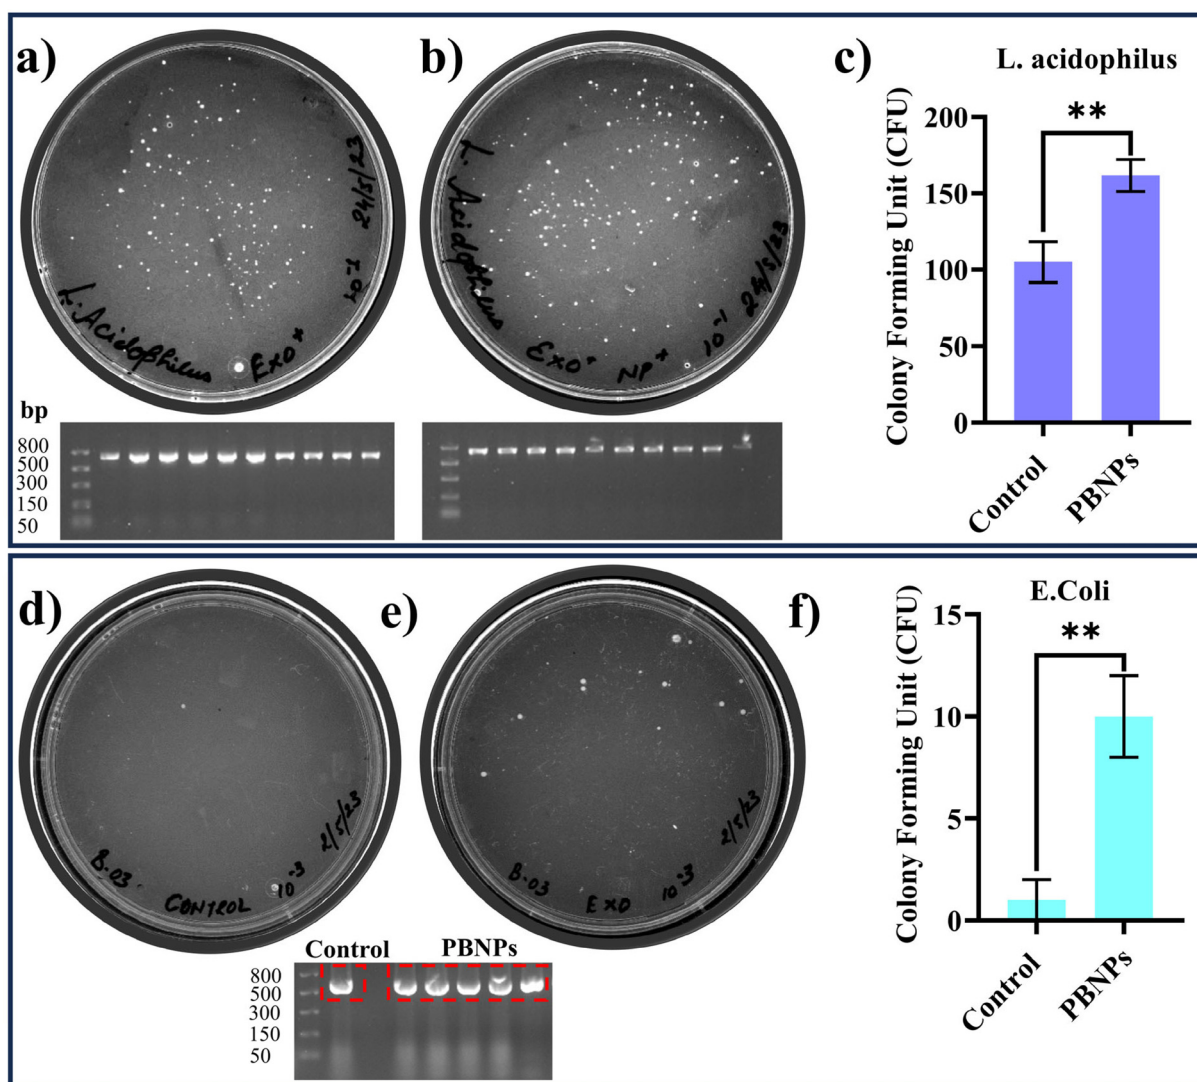 a)
L. Acidophilus
Exo+
10-1
24/5/23
b)
L. Acidophilus
Exo-
NP+
10-1
24/5/23
bp
800
500
300
150
50
c)
L. acidophilus
**
Colony Forming Unit (CFU)
200
150
100
50
0
Control
PBNPs
d)
B-03
CONTROL
10-3
2/5/23
e)
B-03
EXO
10-3
2/5/23
Control
PBNPs
800
500
300
150
50
f)
E.Coli
**
Colony Forming Unit (CFU)
15
10
5
0
Control
PBNPs